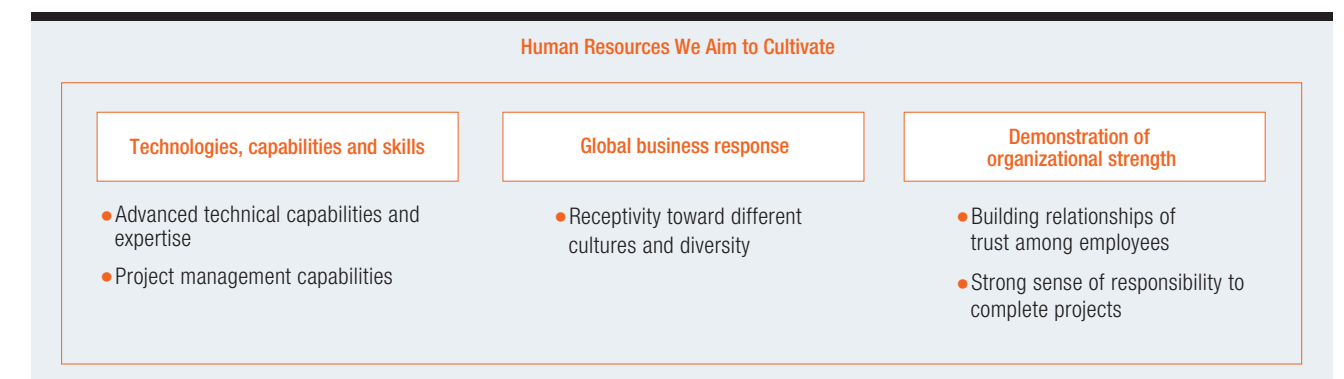 Human Resources We Aim to Cultivate
Technologies, capabilities and skills
●Advanced technical capabilities and
expertise
●Project management capabilities
Global business response
●Receptivity toward different
cultures and diversity
Demonstration of
organizational strength
●Building relationships of
trust among employees
●Strong sense of responsibility to
complete projects